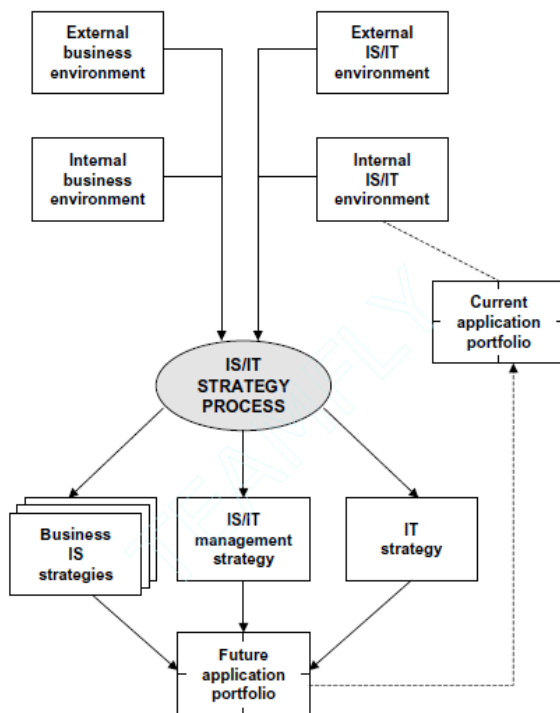 External
business
environment
External
IS/IT
environment
Internal
business
environment
Internal
IS/IT
environment
Current
application
portfolio
IS/IT
STRATEGY
PROCESS
Business
IS
strategies
IS/IT
management
strategy
IT
strategy
Future
application
portfolio
TEAMFLY